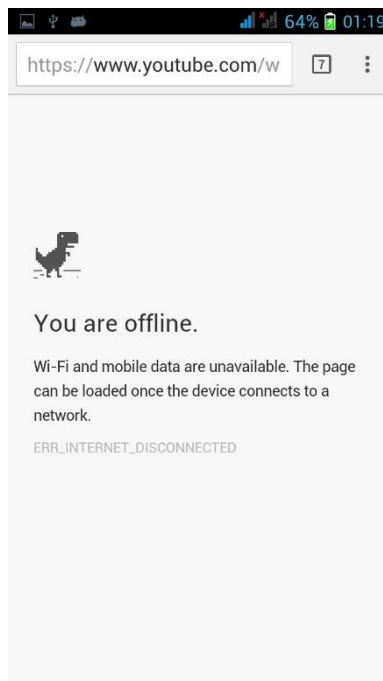 64% 01:19
https://www.youtube.com/w
7
You are offline.
Wi-Fi and mobile data are unavailable. The page
can be loaded once the device connects to a
network.
ERR_INTERNET_DISCONNECTED